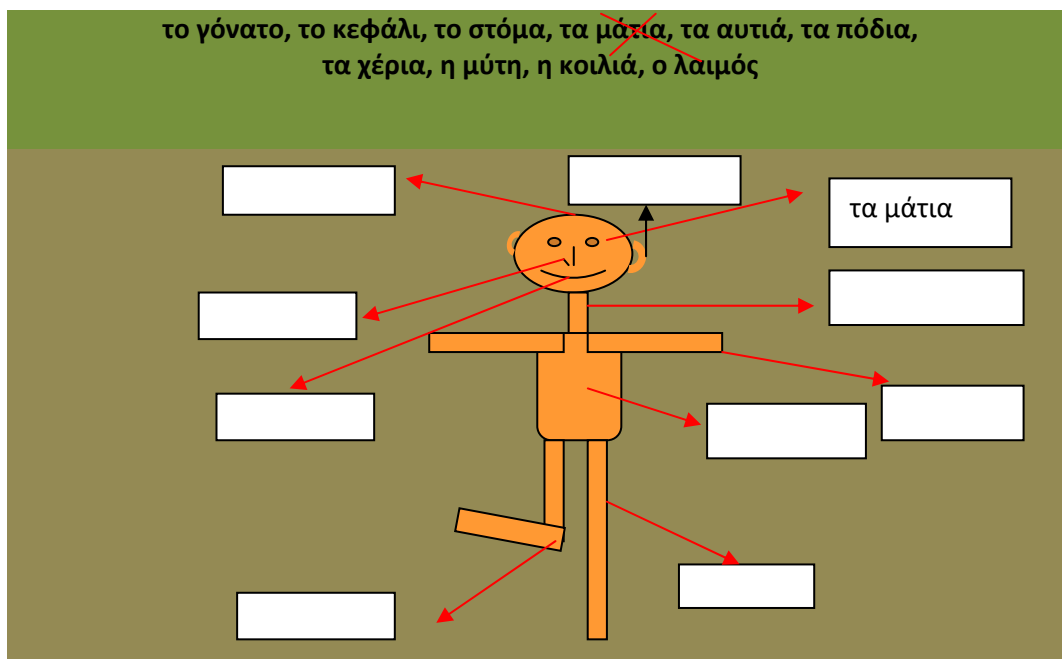 το γόνατο, το κεφάλι, το στόμα, τα μάτια, τα αυτιά, τα πόδια,
τα χέρια, η μύτη, η κοιλιά, ο λαιμός
τα μάτια